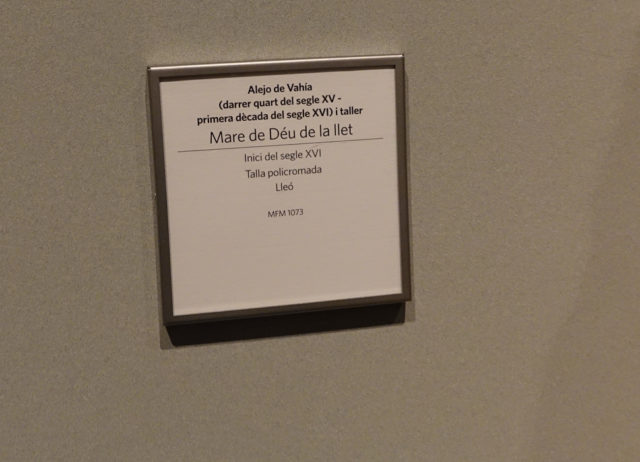 Alejo de Vahía
(darrer quart del segle XV -
primera dècada del segle XVI) i taller
Mare de Déu de la llet
Inici del segle XVI
Talla policromada
Lleó
MFM 1073